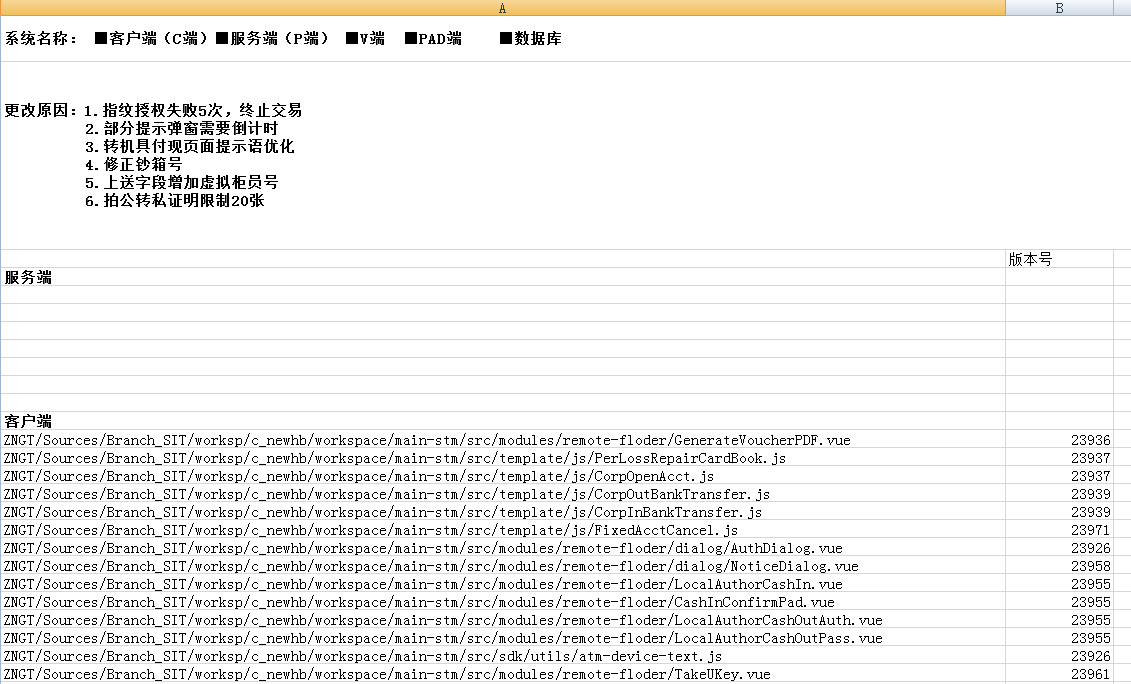 A B
系统名称： ■客户端（C端）■服务端（P端） ■V端 ■PAD端 ■数据库
更改原因：1.指纹授权失败5次，终止交易
2.部分提示弹窗需要倒计时
3.转机具付现页面提示语优化
4.修正钞箱号
5.上送字段增加虚拟柜员号
6.拍公转私证明限制20张
版本号
服务端
客户端
ZNGT/Sources/Branch_SIT/worksp/c_newhb/workspace/main-stm/src/modules/remote-floder/GenerateVoucherPDF.vue 23936
ZNGT/Sources/Branch_SIT/worksp/c_newhb/workspace/main-stm/src/template/js/PerLossRepairCardBook.js 23937
ZNGT/Sources/Branch_SIT/worksp/c_newhb/workspace/main-stm/src/template/js/CorpOpenAcct.js 23937
ZNGT/Sources/Branch_SIT/worksp/c_newhb/workspace/main-stm/src/template/js/CorpOutBankTransfer.js 23939
ZNGT/Sources/Branch_SIT/worksp/c_newhb/workspace/main-stm/src/template/js/CorpInBankTransfer.js 23939
ZNGT/Sources/Branch_SIT/worksp/c_newhb/workspace/main-stm/src/template/js/FixedAcctCancel.js 23971
ZNGT/Sources/Branch_SIT/worksp/c_newhb/workspace/main-stm/src/modules/remote-floder/dialog/AuthDialog.vue 23926
ZNGT/Sources/Branch_SIT/worksp/c_newhb/workspace/main-stm/src/modules/remote-floder/dialog/NoticeDialog.vue 23958
ZNGT/Sources/Branch_SIT/worksp/c_newhb/workspace/main-stm/src/modules/remote-floder/LocalAuthorCashIn.vue 23955
ZNGT/Sources/Branch_SIT/worksp/c_newhb/workspace/main-stm/src/modules/remote-floder/CashInConfirmPad.vue 23955
ZNGT/Sources/Branch_SIT/worksp/c_newhb/workspace/main-stm/src/modules/remote-floder/LocalAuthorCashOutAuth.vue 23955
ZNGT/Sources/Branch_SIT/worksp/c_newhb/workspace/main-stm/src/modules/remote-floder/LocalAuthorCashOutPass.vue 23955
ZNGT/Sources/Branch_SIT/worksp/c_newhb/workspace/main-stm/src/sdk/utils/atm-device-text.js 23926
ZNGT/Sources/Branch_SIT/worksp/c_newhb/workspace/main-stm/src/modules/remote-floder/TakeUKey.vue 23961